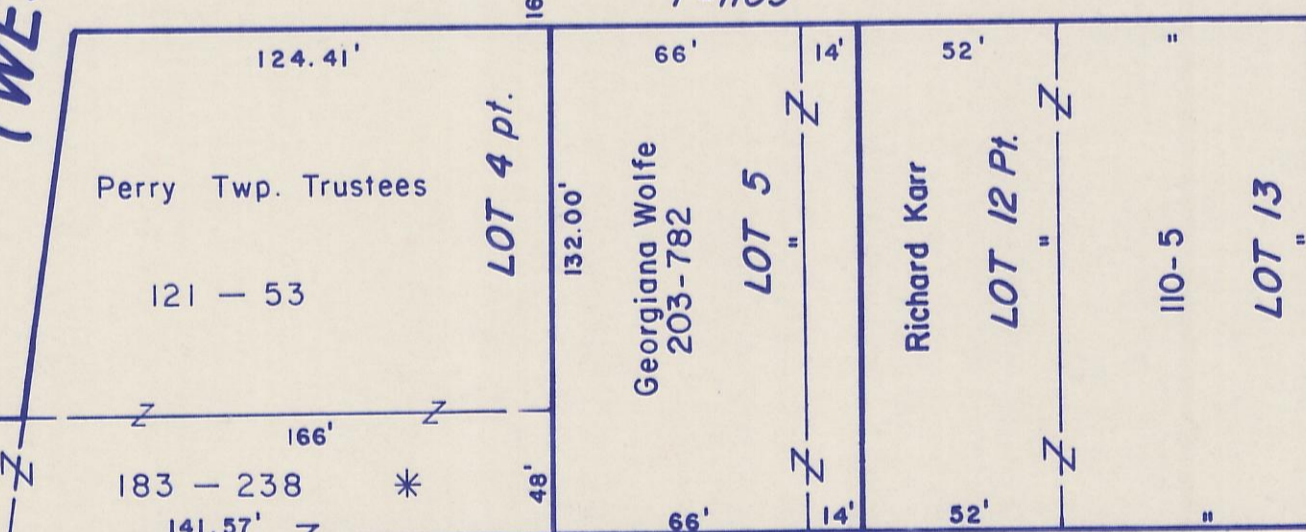 124.41'
66'
14'
52'
"
Perry Twp. Trustees
121 – 53
LOT 4 pt.
132.00'
Georgiana Wolfe
203-782
LOT 5
"
Richard Karr
LOT 12 Pt.
"
110-5
LOT 13
"
166'
183 – 238 *
48'
141.57'
66'
14'
52'
"